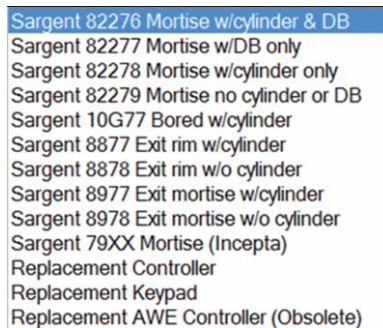 Sargent 82276 Mortise w/cylinder & DB
Sargent 82277 Mortise w/DB only
Sargent 82278 Mortise w/cylinder only
Sargent 82279 Mortise no cylinder or DB
Sargent 10G77 Bored w/cylinder
Sargent 8877 Exit rim w/cylinder
Sargent 8878 Exit rim w/o cylinder
Sargent 8977 Exit mortise w/cylinder
Sargent 8978 Exit mortise w/o cylinder
Sargent 79XX Mortise (Incepta)
Replacement Controller
Replacement Keypad
Replacement AWE Controller (Obsolete)